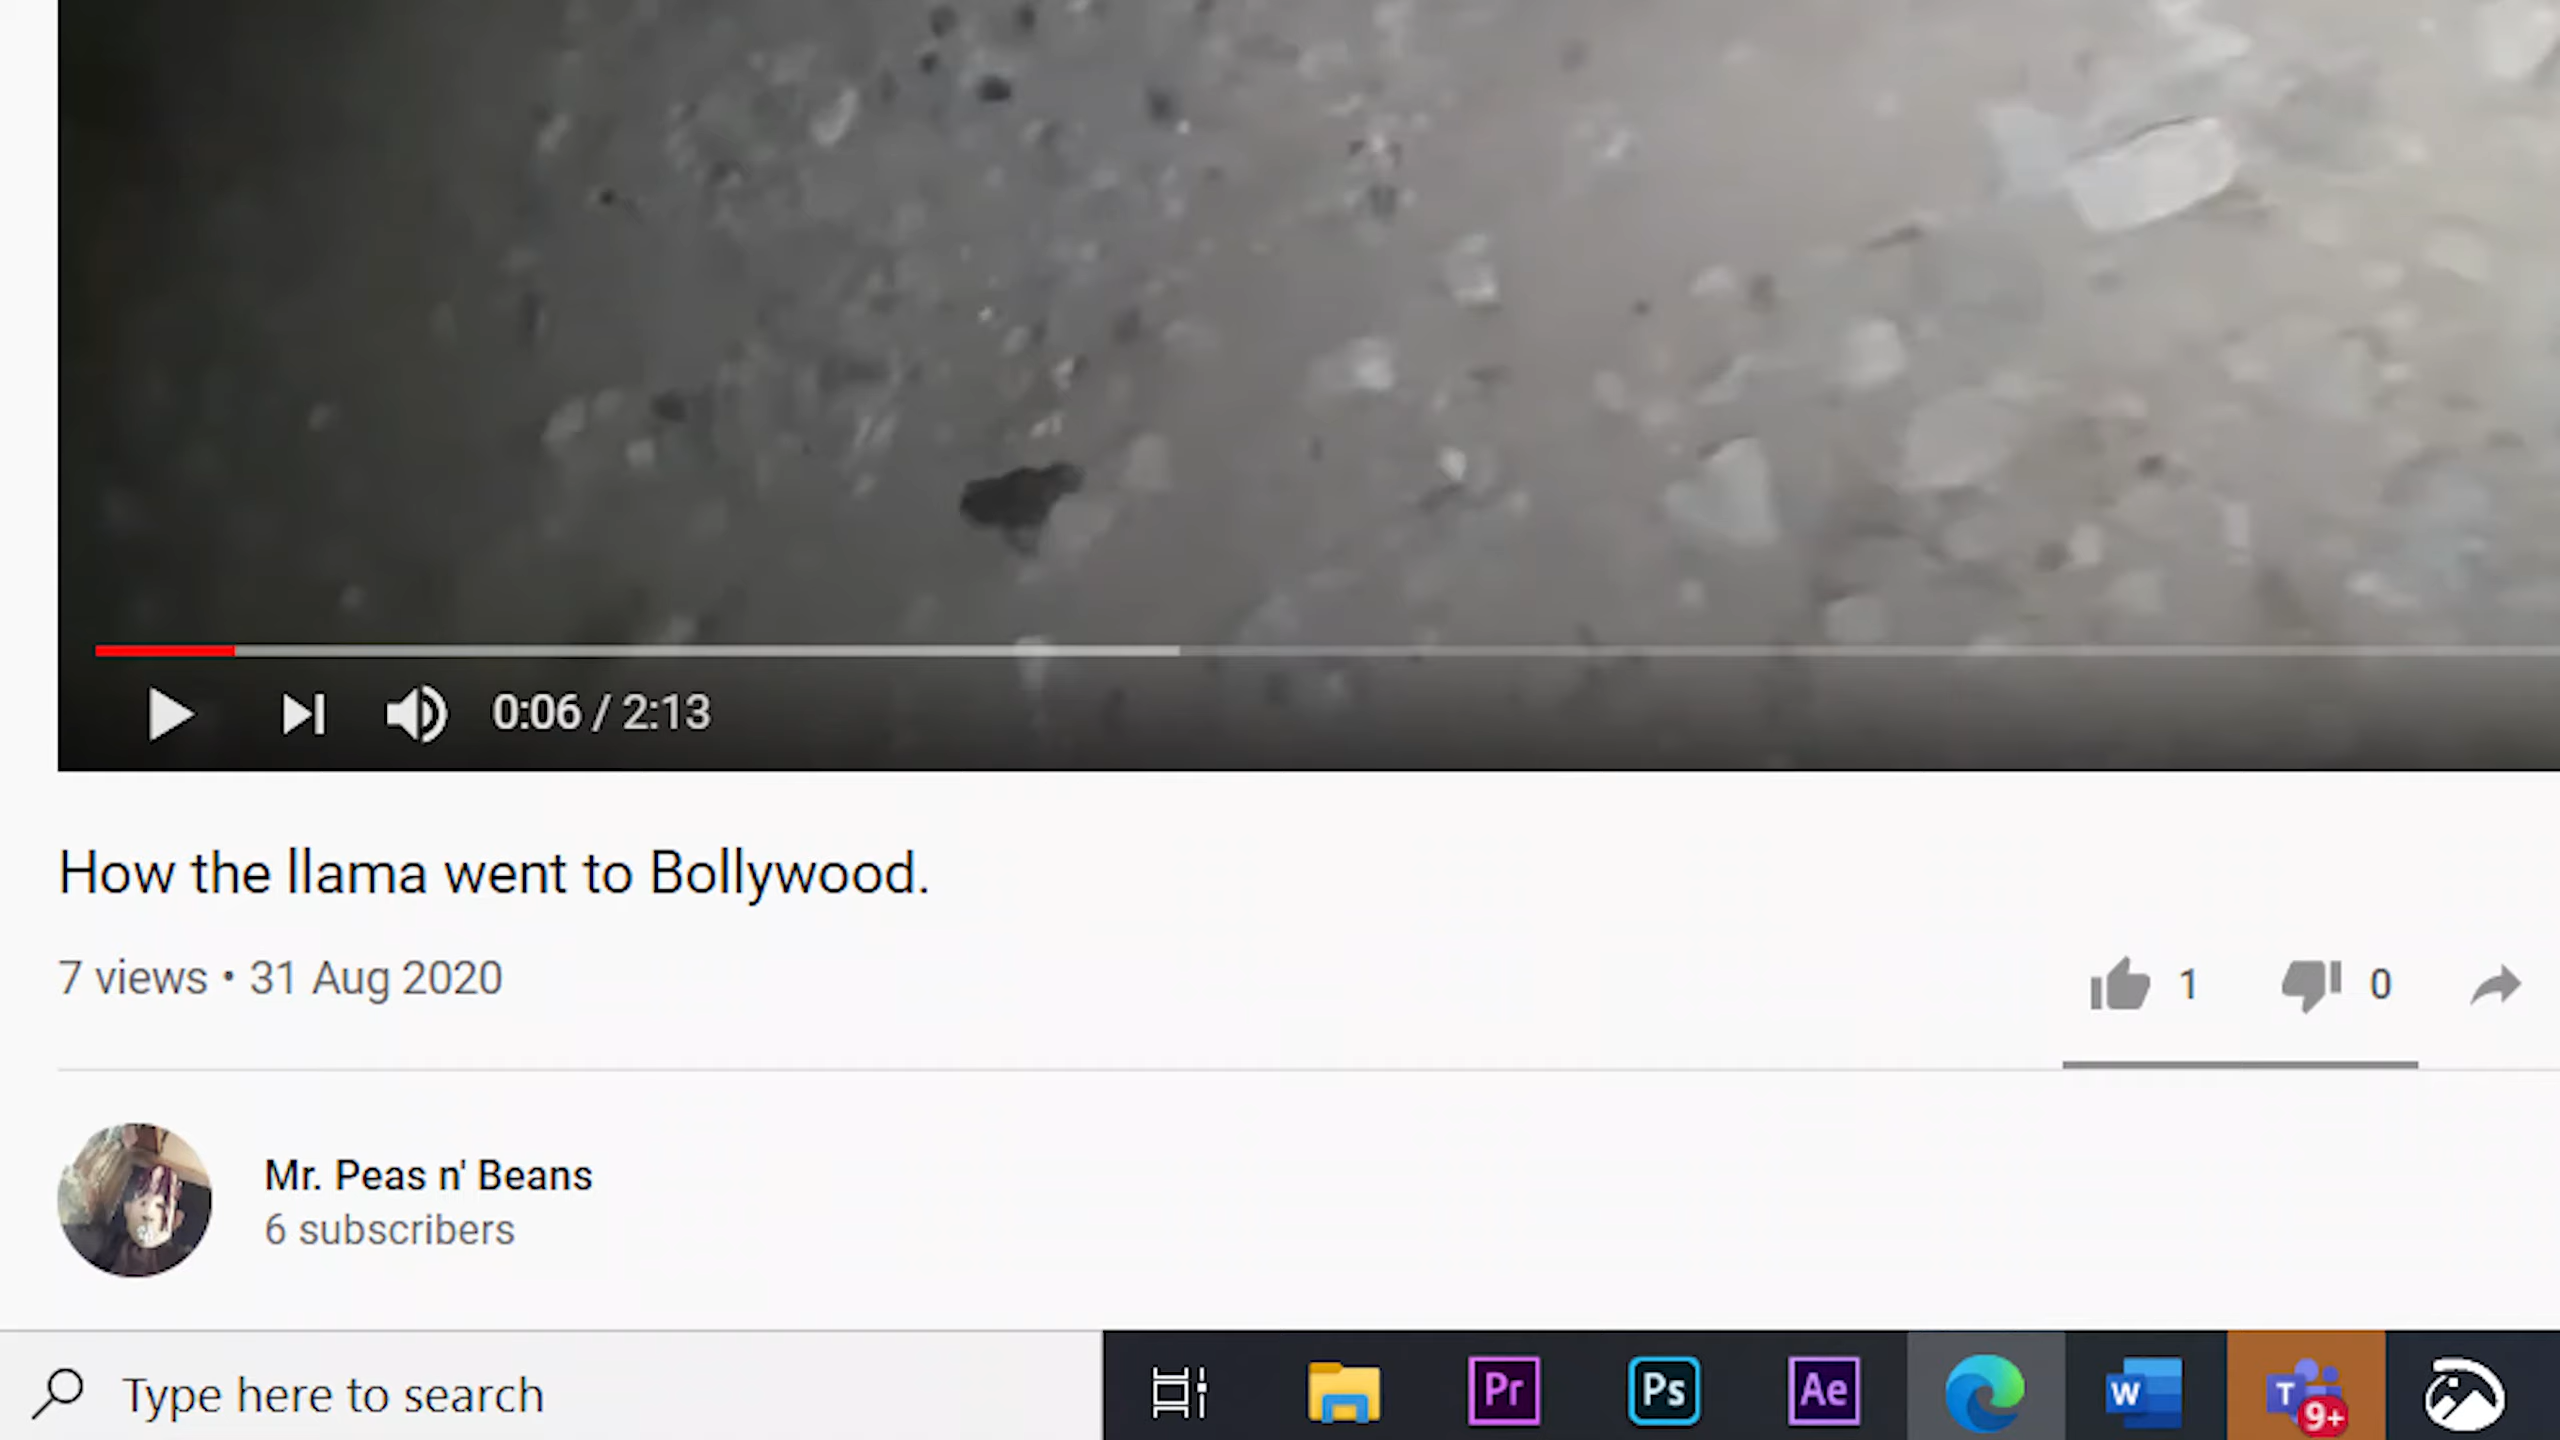 0:06 / 2:13
How the llama went to Bollywood.
7 views • 31 Aug 2020
1
0
Mr. Peas n' Beans
6 subscribers
Type here to search
Pr
Ps
Ae
W
T
9+